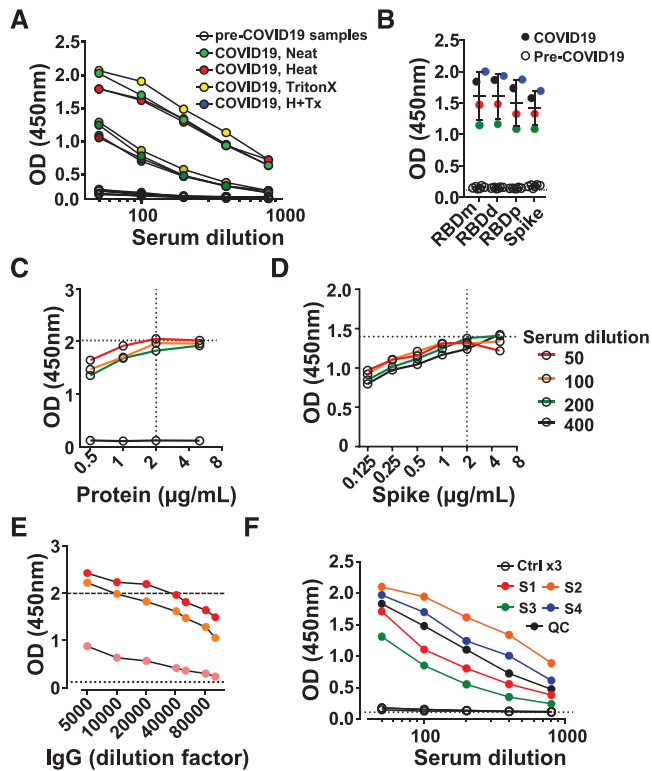 A
OD (450nm)
2.5
2.0
1.5
1.0
0.5
0.0
100
1000
Serum dilution
pre-COVID19 samples
COVID19, Neat
COVID19, Heat
COVID19, TritonX
COVID19, H+Tx
B
OD (450nm)
2.5
2.0
1.5
1.0
0.5
0.0
COVID19
Pre-COVID19
RBDm
RBDd
RBDp
Spike
C
OD (450nm)
3
2
1
0
0.5
1
2
4
8
Protein (µg/mL)
D
OD (450nm)
2.0
1.5
1.0
0.5
0.0
0.125
0.25
0.5
1
2
4
8
Spike (µg/mL)
Serum dilution
50
100
200
400
E
OD (450nm)
3
2
1
0
5000
10000
20000
40000
80000
IgG (dilution factor)
F
OD (450nm)
2.5
2.0
1.5
1.0
0.5
0.0
100
1000
Serum dilution
Ctrl x3
S1 S2
S3 S4
QC